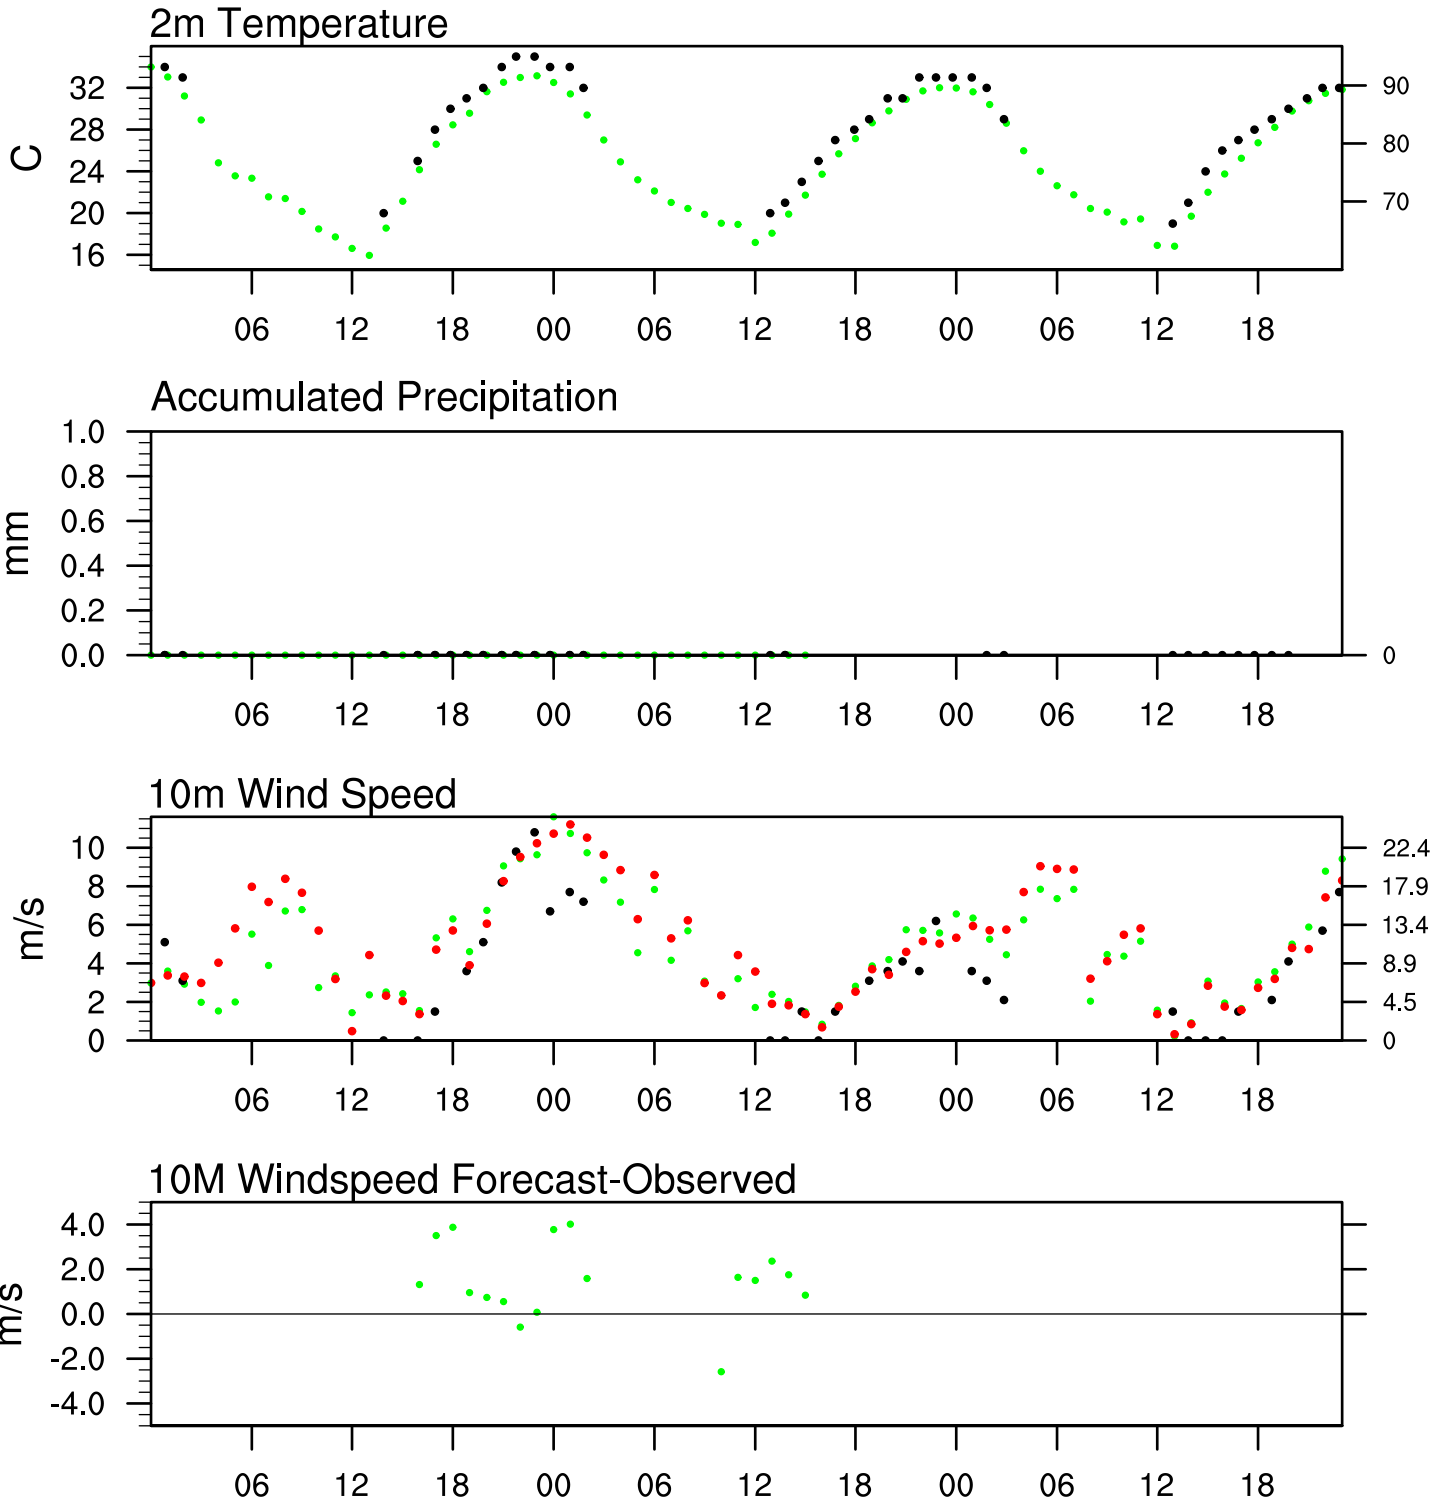 2m Temperature
C
32
28
24
20
16
90
80
70
06 12 18 00 06 12 18 00 06 12 18
Accumulated Precipitation
mm
1.0
0.8
0.6
0.4
0.2
0.0
0
06 12 18 00 06 12 18 00 06 12 18
10m Wind Speed
m/s
10
8
6
4
2
0
22.4
17.9
13.4
8.9
4.5
0
06 12 18 00 06 12 18 00 06 12 18
10M Windspeed Forecast-Observed
m/s
4.0
2.0
0.0
-2.0
-4.0
06 12 18 00 06 12 18 00 06 12 18